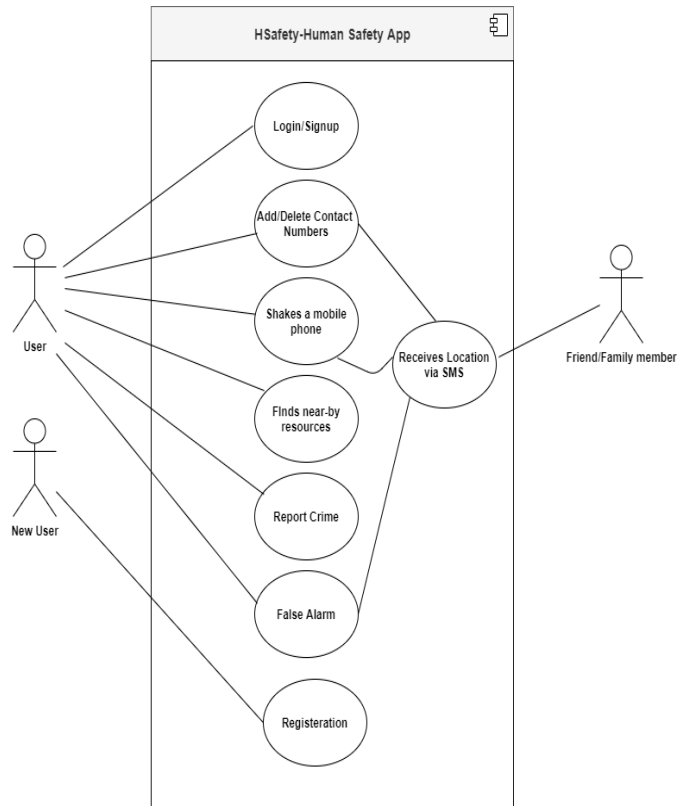 HSafety-Human Safety App
Login/Signup
Add/Delete Contact
Numbers
Shakes a mobile
phone
Receives Location
via SMS
FInds near-by
resources
Report Crime
False Alarm
Registeration
User
New User
Friend/Family member